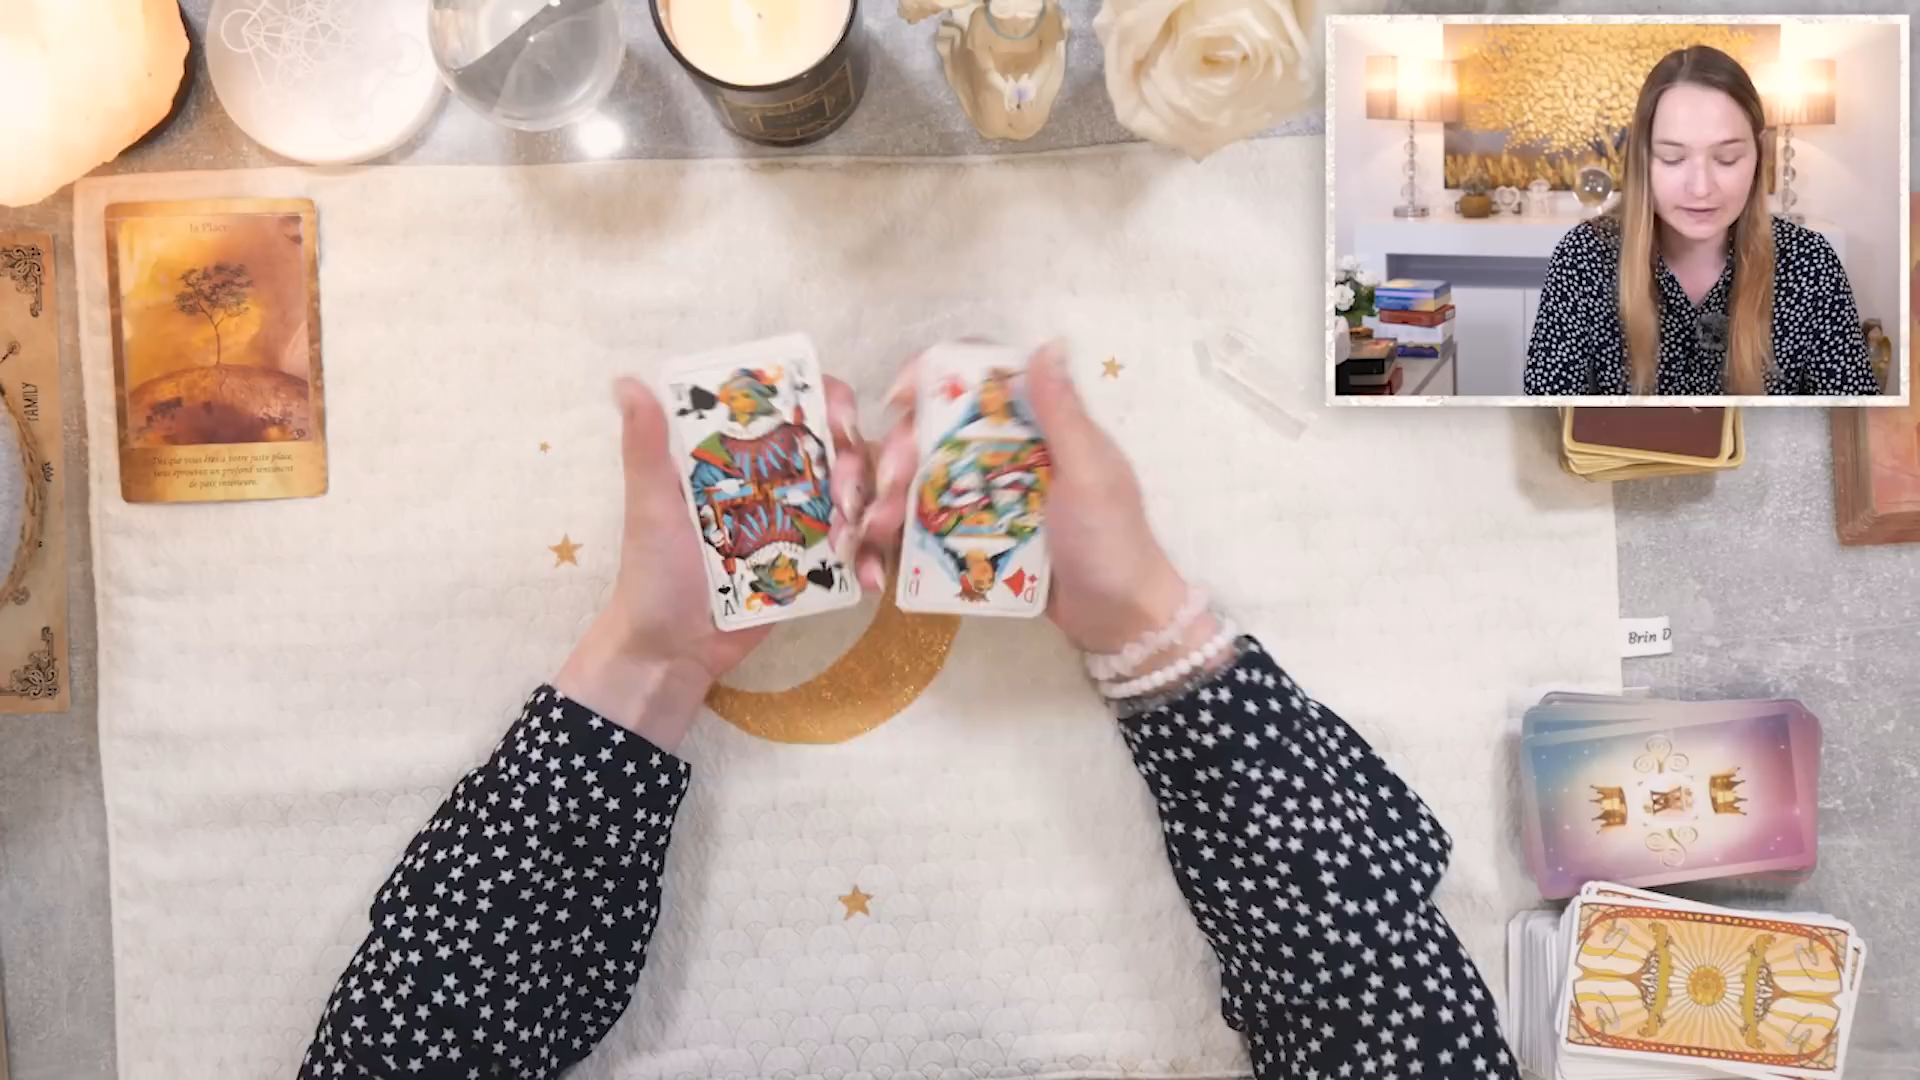 la Place
Dès que vous êtes à votre juste place,
vous éprouvez un profond sentiment
de paix intérieure.
FAMILY
V
V
D
D
Brin D